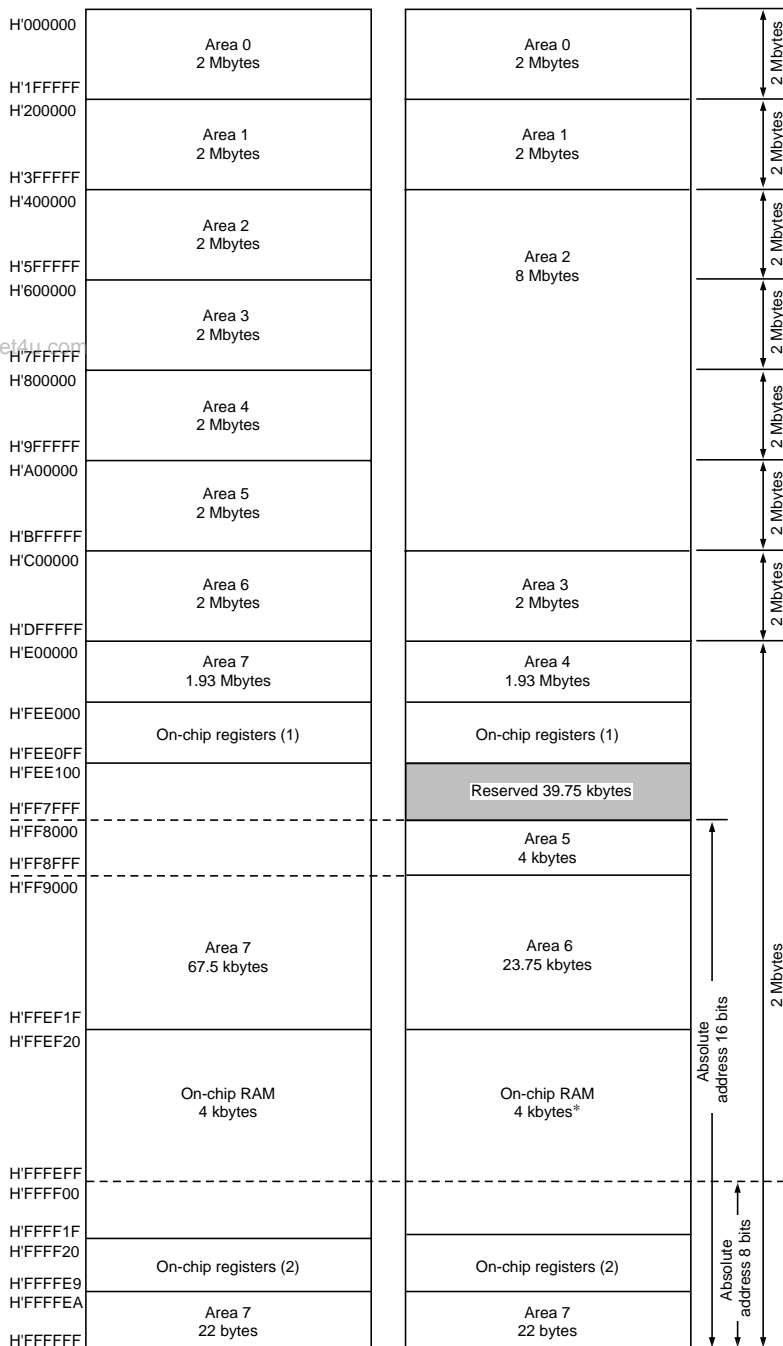 H'000000
Area 0
2 Mbytes
Area 0
2 Mbytes
2 Mbytes
H'1FFFFF
H'200000
Area 1
2 Mbytes
Area 1
2 Mbytes
2 Mbytes
H'3FFFFF
H'400000
Area 2
2 Mbytes
Area 2
8 Mbytes
2 Mbytes
H'5FFFFF
H'600000
Area 3
2 Mbytes
2 Mbytes
et4u.com
H'7FFFFF
H'800000
Area 4
2 Mbytes
2 Mbytes
H'9FFFFF
H'A00000
Area 5
2 Mbytes
2 Mbytes
H'BFFFFF
H'C00000
Area 6
2 Mbytes
Area 3
2 Mbytes
2 Mbytes
H'DFFFFF
H'E00000
Area 7
1.93 Mbytes
Area 4
1.93 Mbytes
H'FEE000
On-chip registers (1)
On-chip registers (1)
H'FEE0FF
H'FEE100
Reserved 39.75 kbytes
H'FF7FFF
H'FF8000
Area 5
4 kbytes
H'FF8FFF
H'FF9000
Area 7
67.5 kbytes
Area 6
23.75 kbytes
2 Mbytes
H'FFEF1F
H'FFEF20
Absolute
address 16 bits
On-chip RAM
4 kbytes
On-chip RAM
4 kbytes*
H'FFFEFF
H'FFFF00
H'FFFF1F
H'FFFF20
On-chip registers (2)
On-chip registers (2)
Absolute
address 8 bits
H'FFFFE9
H'FFFFEA
Area 7
22 bytes
Area 7
22 bytes
H'FFFFFF